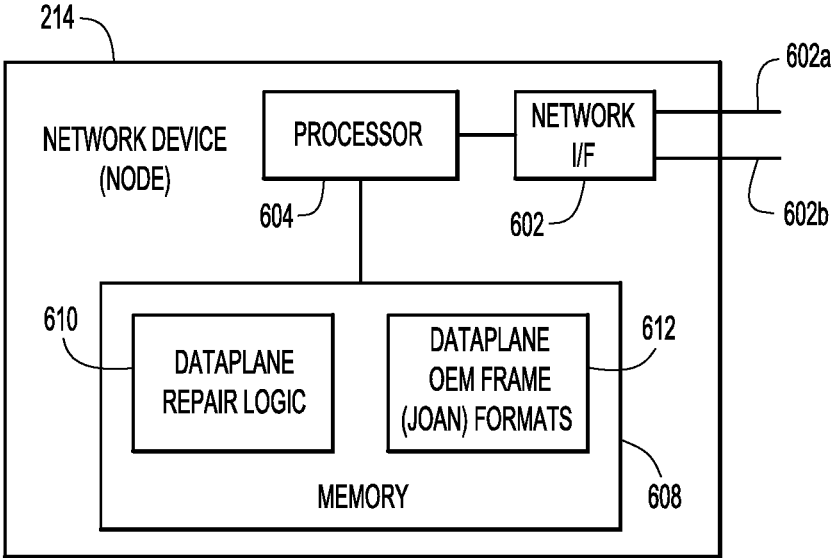 214
602a
NETWORK DEVICE
(NODE)
PROCESSOR
NETWORK
I/F
604
602
602b
610
612
DATAPLANE
REPAIR LOGIC
DATAPLANE
OEM FRAME
(JOAN) FORMATS
MEMORY
608